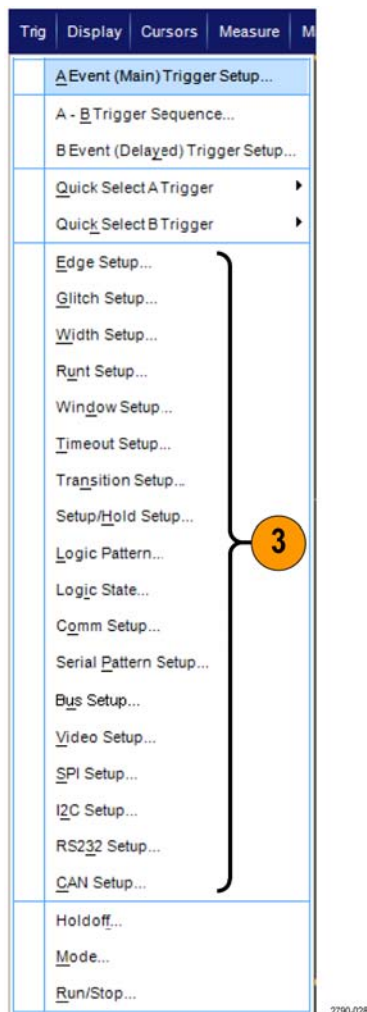 Trig Display Cursors Measure M
A Event (Main) Trigger Setup...
A - B Trigger Sequence...
B Event (Delayed) Trigger Setup...
Quick Select A Trigger
Quick Select B Trigger
Edge Setup...
Glitch Setup...
Width Setup...
Runt Setup...
Window Setup...
Timeout Setup...
Transition Setup...
Setup/Hold Setup...
3
Logic Pattern...
Logic State...
Comm Setup...
Serial Pattern Setup...
Bus Setup...
Video Setup...
SPI Setup...
I2C Setup...
RS232 Setup...
CAN Setup...
Holdoff...
Mode...
Run/Stop...